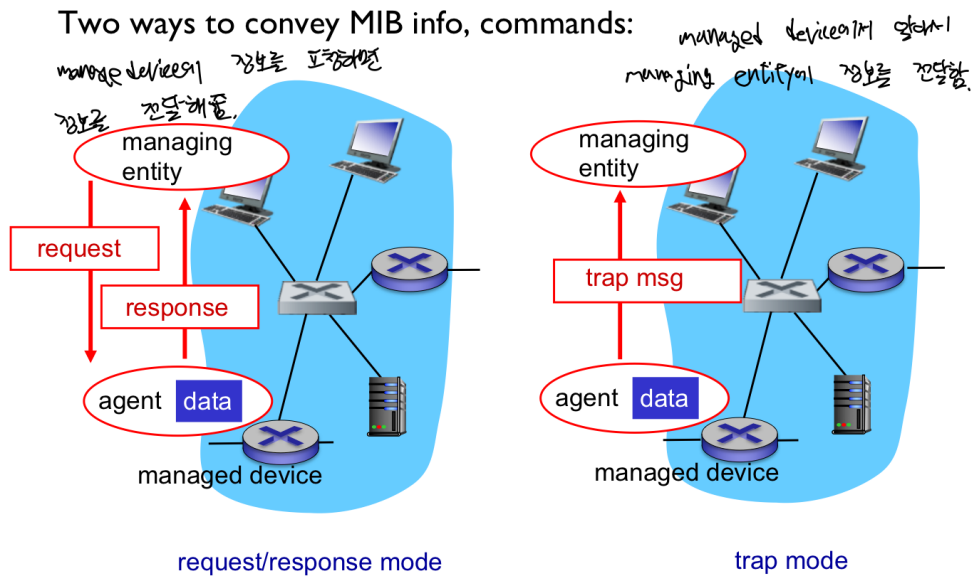 Two ways to convey MIB info, commands:
managed device에게 정보를 요청하면
정보를 전달해줌.
managed device에서 알아서
managing entity에 정보를 전달함.
managing
entity
request
response
agent data
managed device
request/response mode
managing
entity
trap msg
agent data
managed device
trap mode